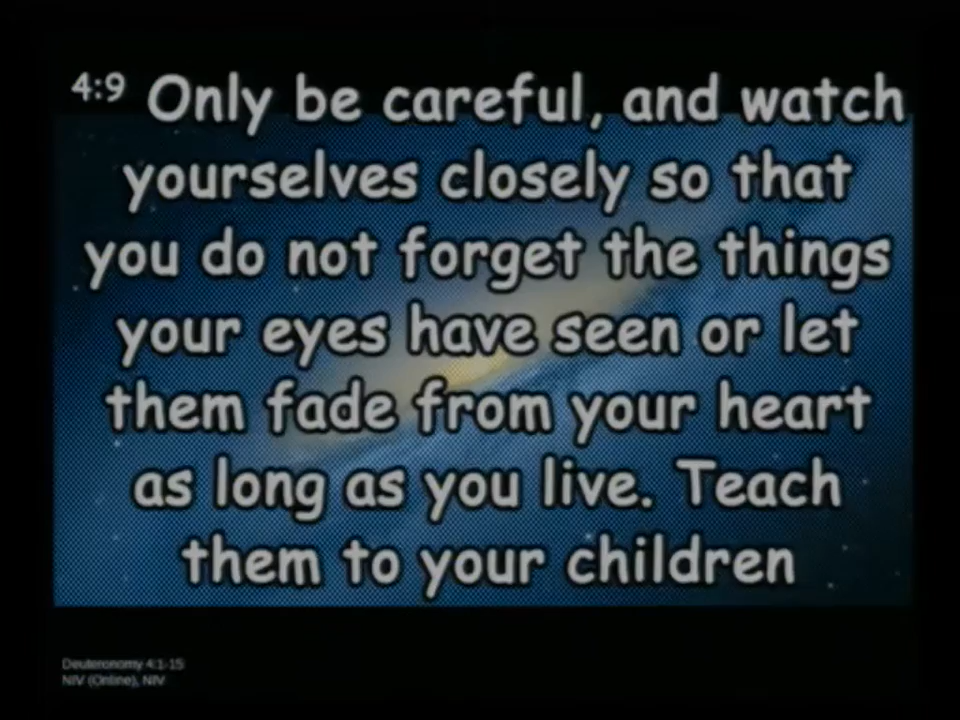 4:9 Only be careful, and watch
yourselves closely so that
you do not forget the things
your eyes have seen or let
them fade from your heart
as long as you live. Teach
them to your children
Deuteronomy 4:1-15
NIV (Online), NIV